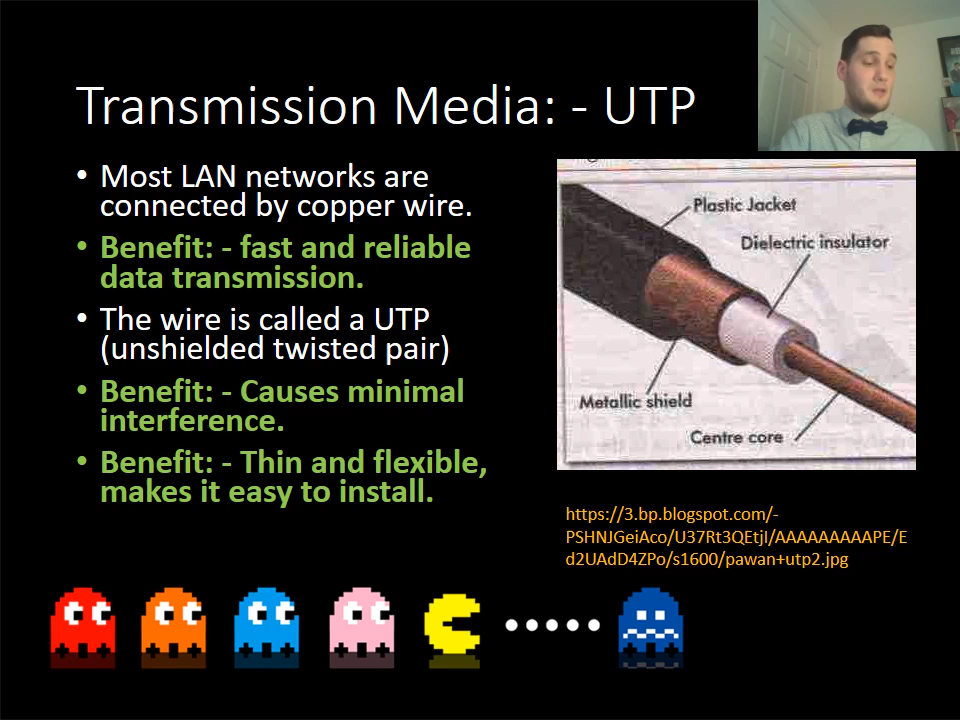 Transmission Media: - UTP
• Most LAN networks are
connected by copper wire.
• Benefit: - fast and reliable
data transmission.
• The wire is called a UTP
(unshielded twisted pair)
• Benefit: - Causes minimal
interference.
• Benefit: - Thin and flexible,
makes it easy to install.
Plastic Jacket
Dielectric insulator
Metallic shield
Centre core
https://3.bp.blogspot.com/-
PSHNJGeiAco/U37Rt3QEtjI/AAAAAAAAAPE/E
d2UAdD4ZPo/s1600/pawan+utp2.jpg